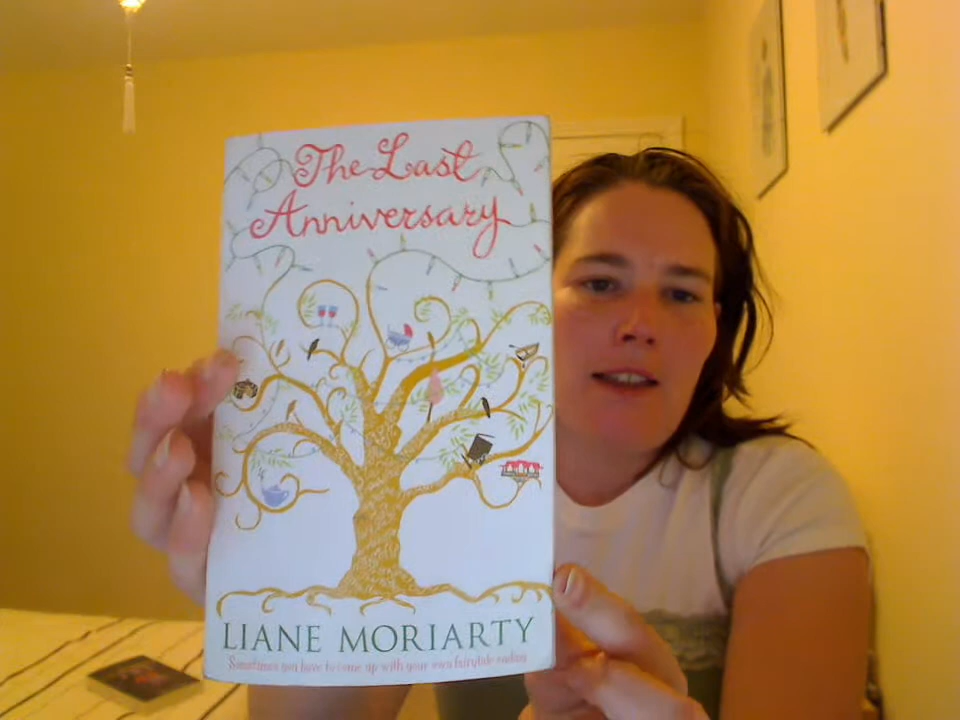 The Last
Anniversary
LIANE MORIARTY
Sometimes you have to come up with your own fairytale ending